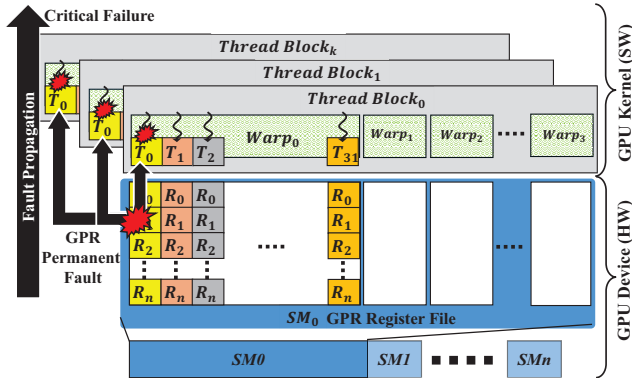 Critical Failure
Thread Block_k
Thread Block_1
Thread Block_0
T_0
T_0
Warp_0
Warp_1
Warp_2
Warp_3
T_0
T_1
T_2
T_31
R_0
R_0
R_0
R_1
R_1
R_1
R_2
R_2
R_2
R_2
R_n
R_n
R_n
R_n
GPR
Permanent
Fault
Fault Propagation
SM_0 GPR Register File
SM0
SM1
SMn
GPU Kernel (SW)
GPU Device (HW)